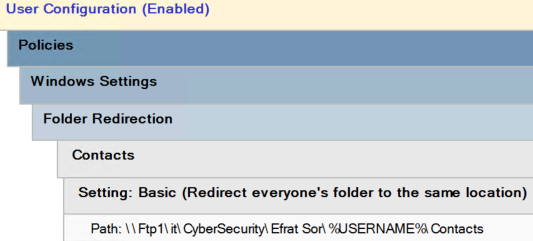 User Configuration (Enabled)
Policies
Windows Settings
Folder Redirection
Contacts
Setting: Basic (Redirect everyone's folder to the same location)
Path: \\Ftp1\it\CyberSecurity\Efrat Sor\%USERNAME%\Contacts